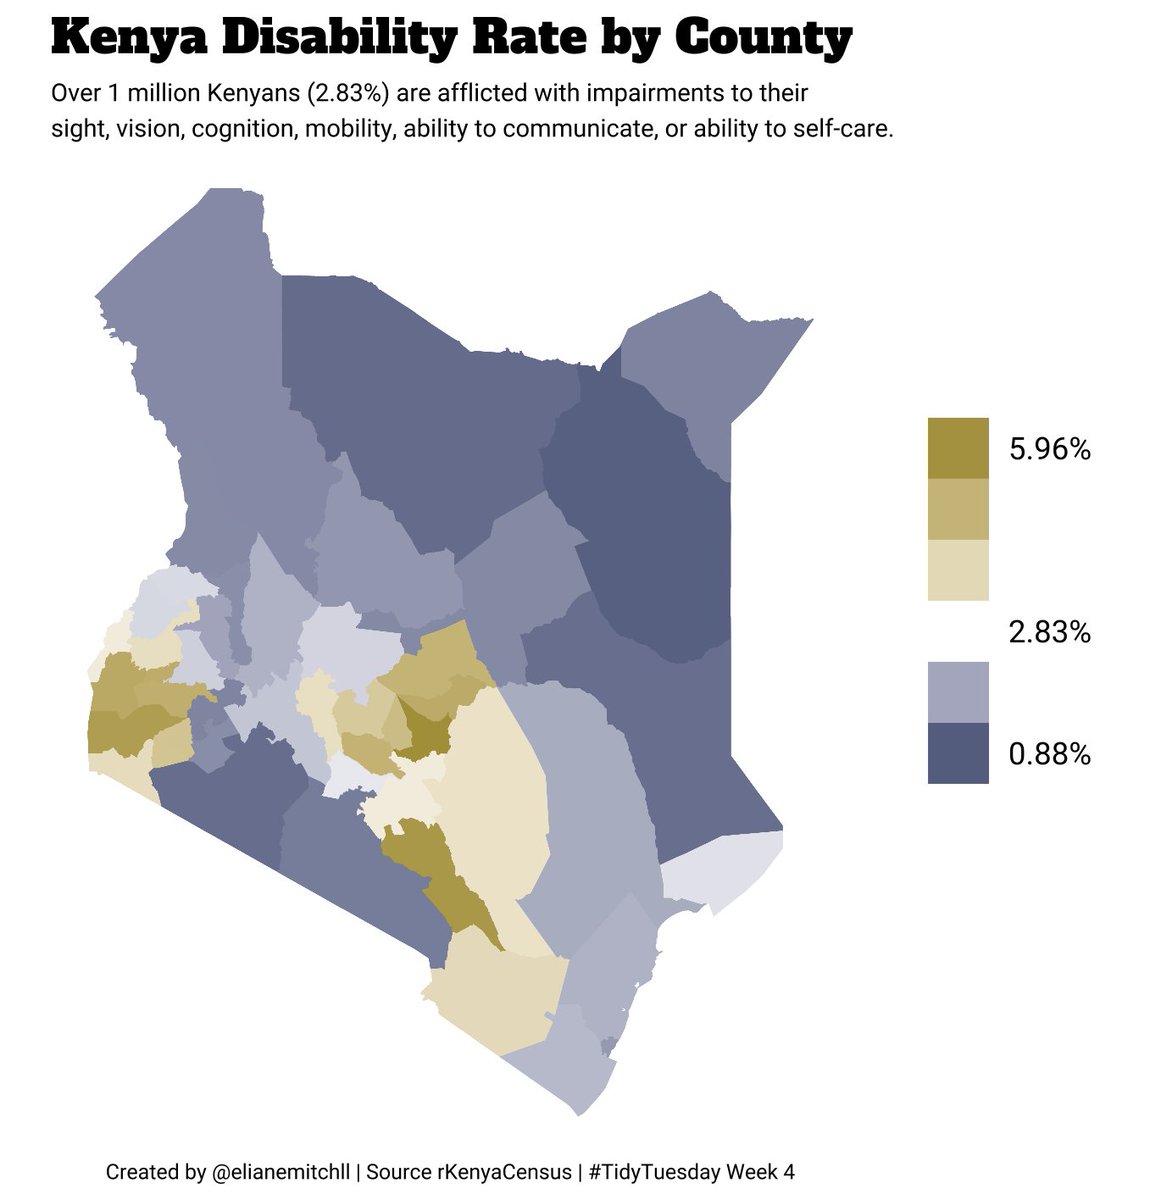 Kenya Disability Rate by County
Over 1 million Kenyans (2.83%) are afflicted with impairments to their
sight, vision, cognition, mobility, ability to communicate, or ability to self-care.
5.96%
2.83%
0.88%
Created by @elianemitchll | Source rKenyaCensus | #TidyTuesday Week 4